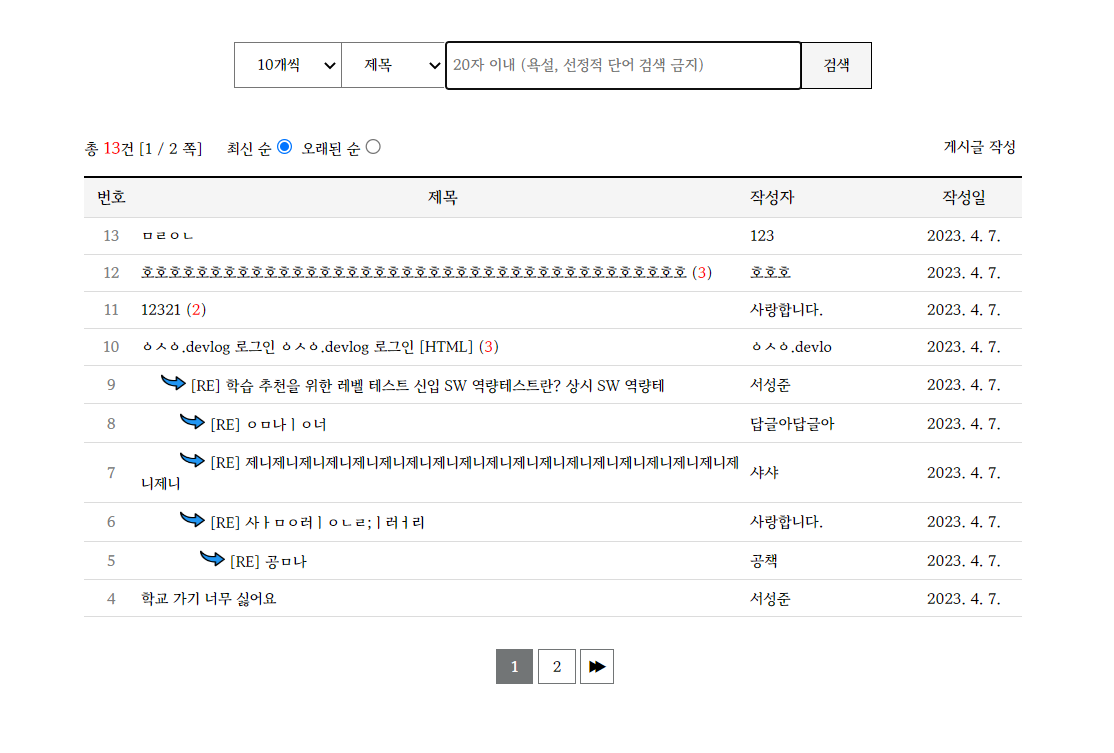 10개씩 제목 20자 이내 (욕설, 선정적 단어 검색 금지) 검색
총 13건 [1 / 2 쪽] 최신 순 오래된 순 게시글 작성
번호 제목 작성자 작성일
13 ㅁㄹㅇㄴ 123 2023. 4. 7.
12 호호호호호호호호호호호호호호호호호호호호호호호호호호호호호호호호호호호호호호호호 (3) 호호호 2023. 4. 7.
11 12321 (2) 사랑합니다. 2023. 4. 7.
10 ㅇㅅㅇ.devlog 로그인 ㅇㅅㅇ.devlog 로그인 [HTML] (3) ㅇㅅㅇ.devlo 2023. 4. 7.
9 [RE] 학습 추천을 위한 레벨 테스트 신입 SW 역량테스트란? 상시 SW 역량테 서성준 2023. 4. 7.
8 [RE] ㅇㅁ나ㅣㅇ너 답글아답글아 2023. 4. 7.
7 [RE] 제니제니제니제니제니제니제니제니제니제니제니제니제니제니제니제니제니제니제
니제니 샤샤 2023. 4. 7.
6 [RE] 사ㅏㅁㅇ러ㅣㅇㄴㄹ;ㅣ러ㅓ리 사랑합니다. 2023. 4. 7.
5 [RE] 공ㅁ나 공책 2023. 4. 7.
4 학교 가기 너무 싫어요 서성준 2023. 4. 7.
1 2